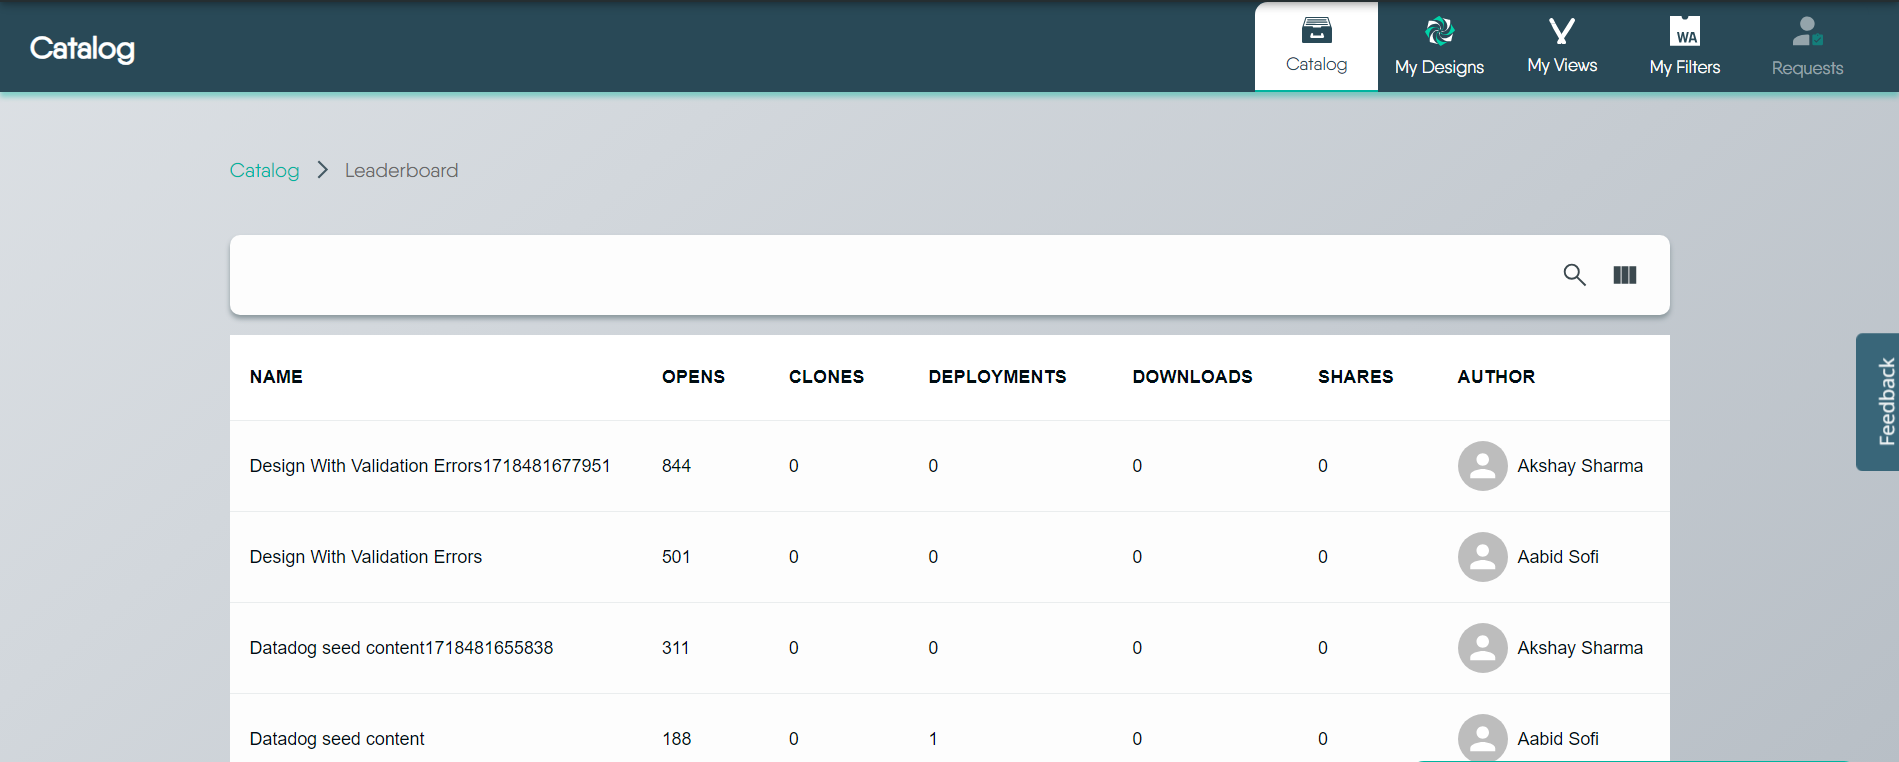 Catalog
Catalog
My Designs
My Views
WA
My Filters
Requests
Catalog > Leaderboard
Feedback
NAME OPENS CLONES DEPLOYMENTS DOWNLOADS SHARES AUTHOR
Design With Validation Errors1718481677951 844 0 0 0 0 Akshay Sharma
Design With Validation Errors 501 0 0 0 0 Aabid Sofi
Datadog seed content1718481655838 311 0 0 0 0 Akshay Sharma
Datadog seed content 188 0 1 0 0 Aabid Sofi